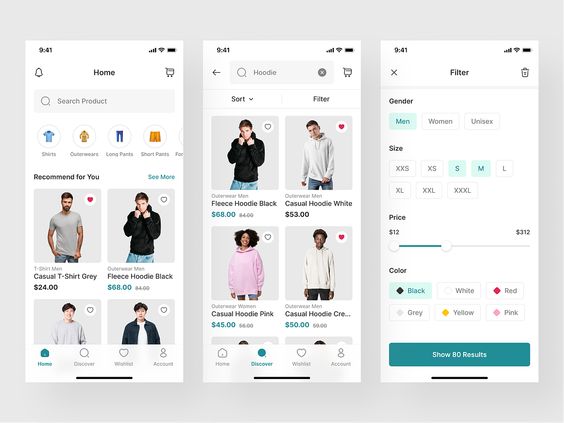 9:41
Home
Search Product
Shirts
Outerwears
Long Pants
Short Pants
For
Recommend for You
See More
T-Shirt Men
Casual T-Shirt Grey
$24.00
Outerwear Men
Fleece Hoodie Black
$68.00 84.00
Home
Discover
Wishlist
Account
9:41
Hoodie
Sort
Filter
Outerwear Men
Fleece Hoodie Black
$68.00 84.00
Outerwear Men
Casual Hoodie White
$53.00
Outerwear Women
Casual Hoodie Pink
$45.00 56.00
Outerwear Men
Casual Hoodie Cre...
$50.00 59.00
Home
Discover
Wishlist
Account
9:41
Filter
Gender
Men
Women
Unisex
Size
XXS
XS
S
M
L
XL
XXL
XXXL
Price
$12
$312
Color
Black
White
Red
Grey
Yellow
Pink
Show 80 Results